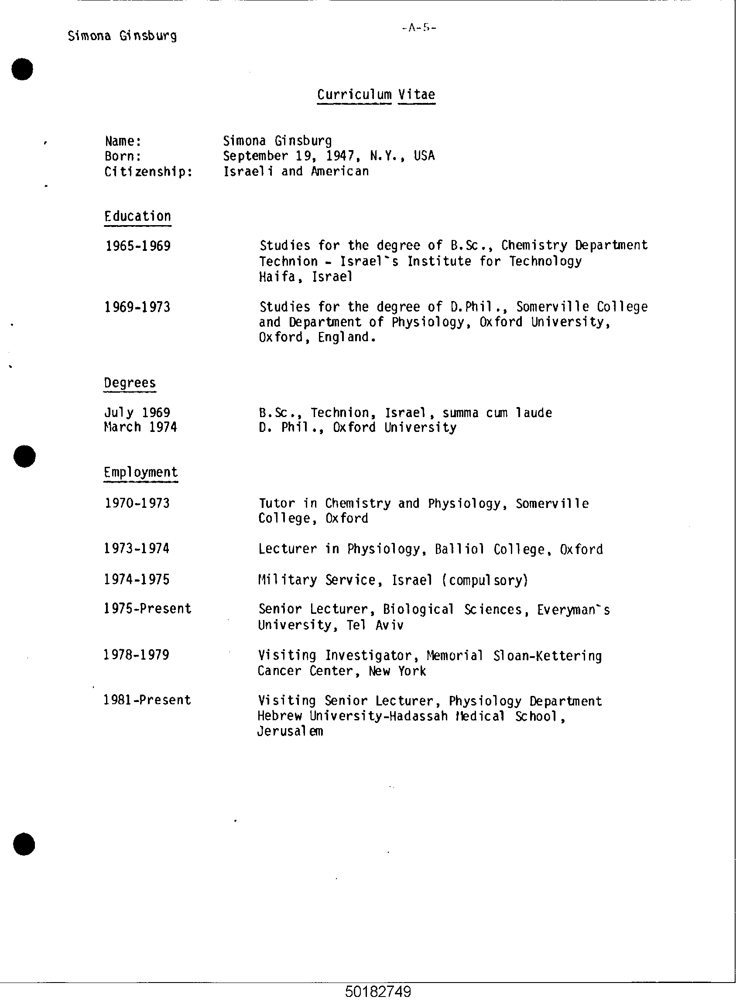 -A-5-
Simona Ginsburg
Curriculum Vitae
Name: Simona Ginsburg
Born: September 19, 1947, N.Y., USA
Citizenship: Israeli and American
Education
1965-1969 Studies for the degree of B.Sc., Chemistry Department
Technion - Israel`s Institute for Technology
Haifa, Israel
1969-1973 Studies for the degree of D.Phil., Somerville College
and Department of Physiology, Oxford University,
Oxford, England.
Degrees
July 1969 B.Sc., Technion, Israel, summa cum laude
March 1974 D. Phil., Oxford University
Employment
1970-1973 Tutor in Chemistry and Physiology, Somerville
College, Oxford
1973-1974 Lecturer in Physiology, Balliol College, Oxford
1974-1975 Military Service, Israel (compulsory)
1975-Present Senior Lecturer, Biological Sciences, Everyman`s
University, Tel Aviv
1978-1979 Visiting Investigator, Memorial Sloan-Kettering
Cancer Center, New York
1981-Present Visiting Senior Lecturer, Physiology Department
Hebrew University-Hadassah Medical School,
Jerusalem
50182749